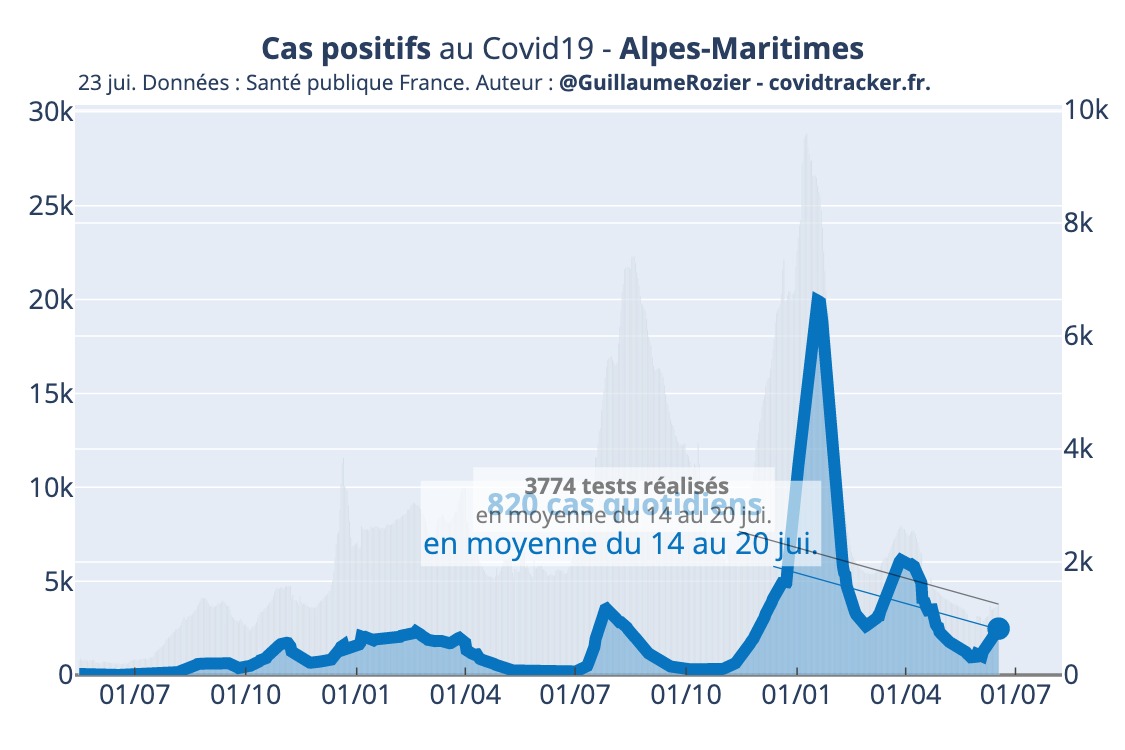 Cas positifs au Covid19 - Alpes-Maritimes
23 jui. Données : Santé publique France. Auteur : @GuillaumeRozier - covidtracker.fr.
30k
25k
20k
15k
10k
5k
0
10k
8k
6k
4k
2k
0
3774 tests réalisés
en moyenne du 14 au 20 jui.
820 cas quotidiens
en moyenne du 14 au 20 jui.
01/07
01/10
01/01
01/04
01/07
01/10
01/01
01/04
01/07